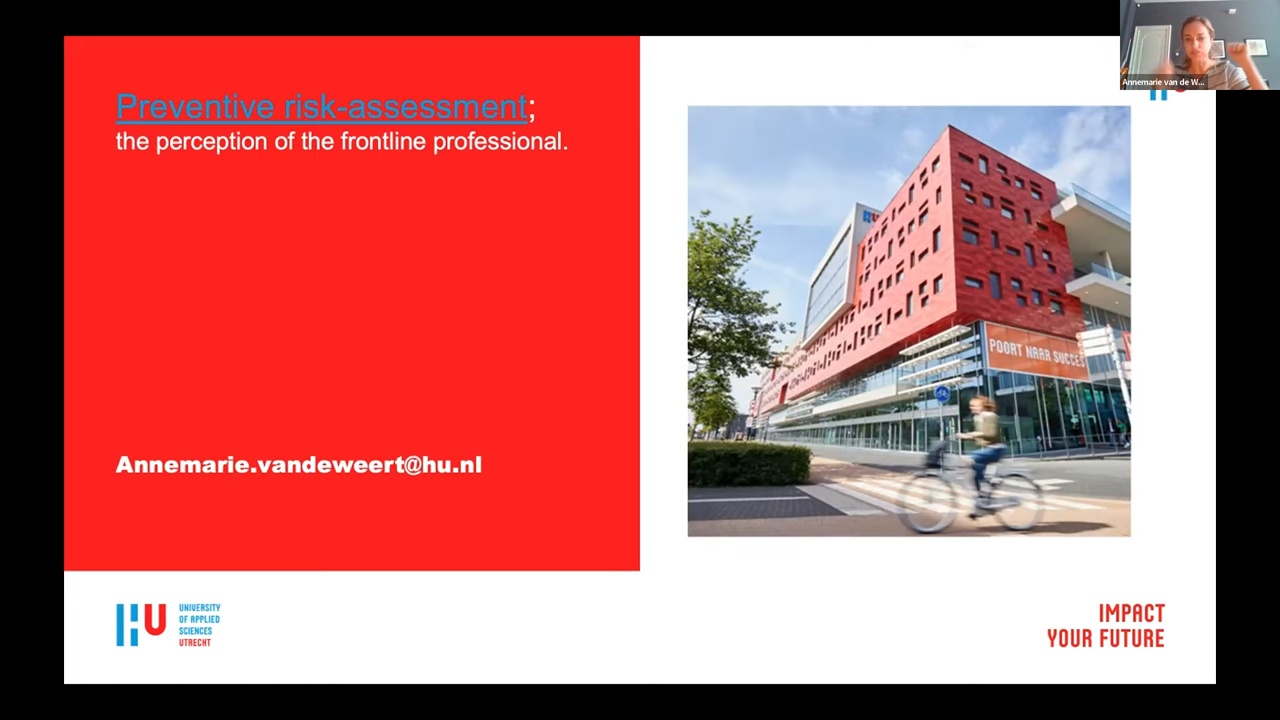 Preventive risk-assessment;
the perception of the frontline professional.
Annemarie.vandeweert@hu.nl
HU
UNIVERSITY
OF APPLIED
SCIENCES
UTRECHT
IMPACT
YOUR FUTURE
POORT NAAR SUCCES
Annemarie van de W...